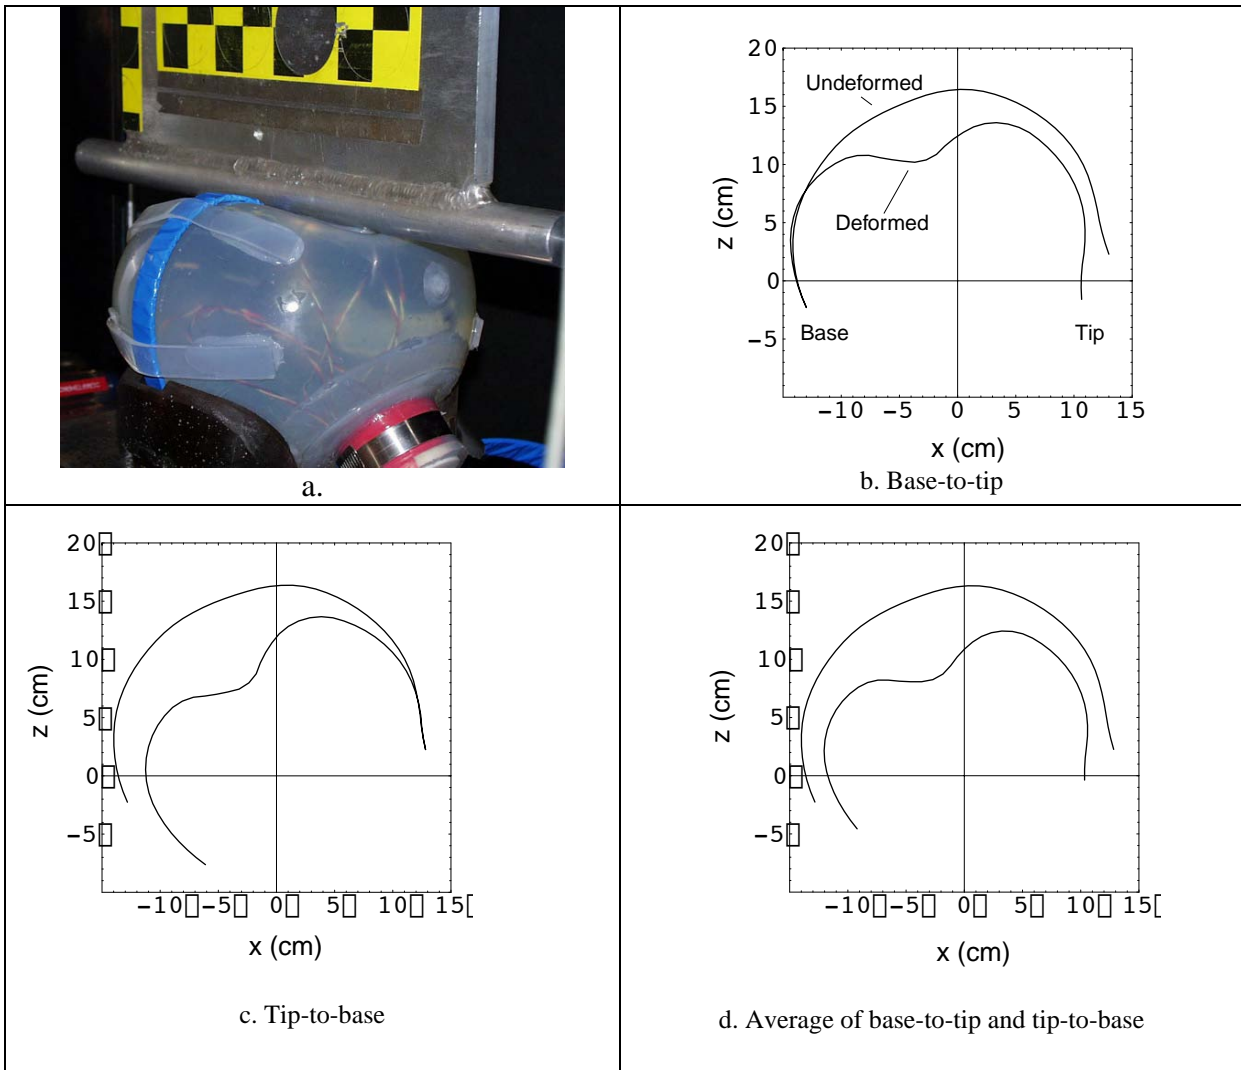 a.
20
15
10
5
0
−5
Undeformed
Deformed
Base
Tip
z (cm)
−10 −5 0 5 10 15
x (cm)
b. Base-to-tip
20
15
10
5
0
−5
z (cm)
−10 −5 0 5 10 15
x (cm)
c. Tip-to-base
20
15
10
5
0
−5
z (cm)
−10 −5 0 5 10 15
x (cm)
d. Average of base-to-tip and tip-to-base